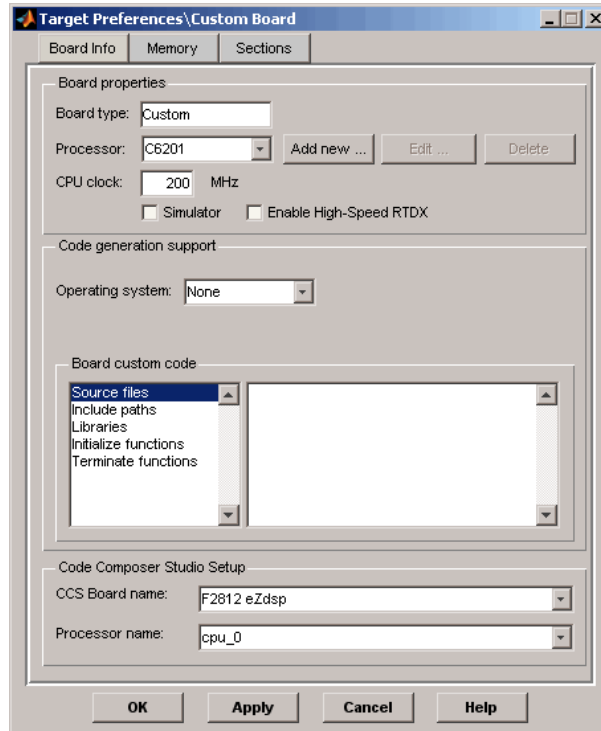 Target Preferences\Custom Board
Board Info Memory Sections
Board properties
Board type: Custom
Processor: C6201 Add new ... Edit ... Delete
CPU clock: 200 MHz
Simulator Enable High-Speed RTDX
Code generation support
Operating system: None
Board custom code
Source files
Include paths
Libraries
Initialize functions
Terminate functions
Code Composer Studio Setup
CCS Board name: F2812 eZdsp
Processor name: cpu_0
OK Apply Cancel Help